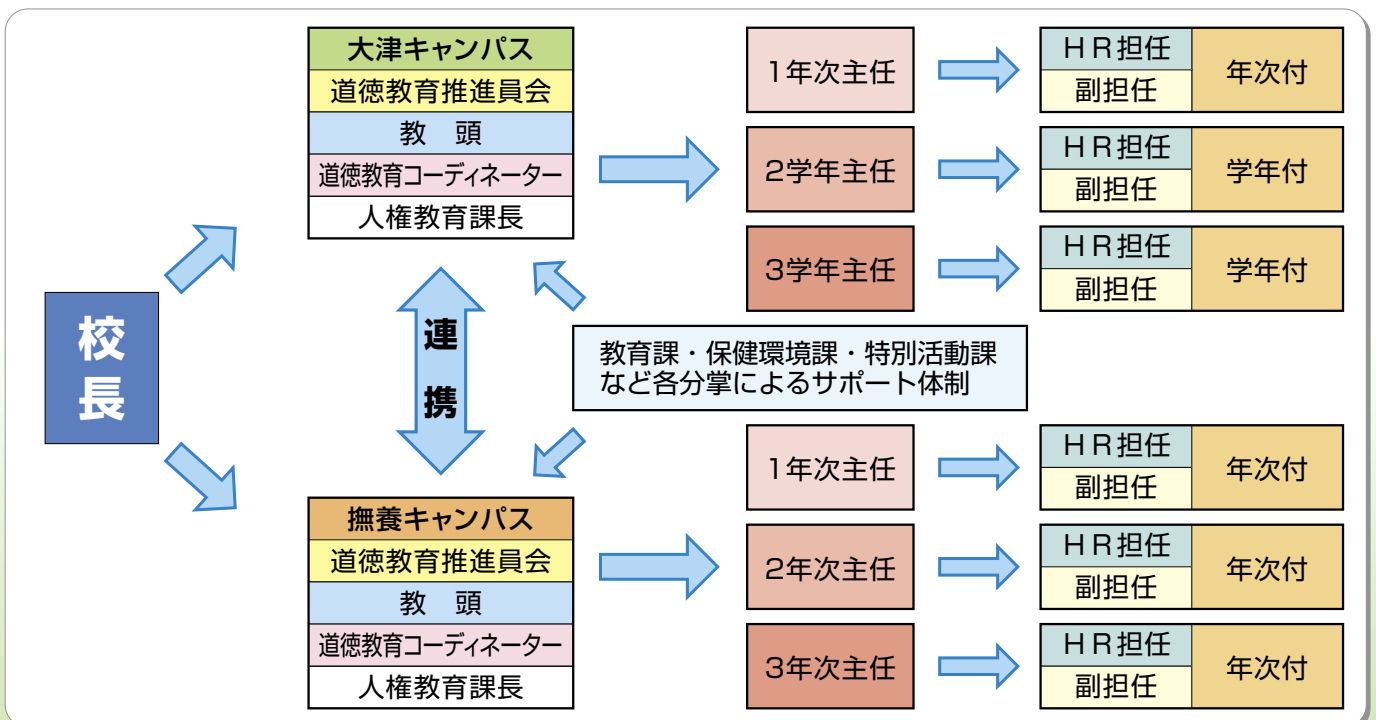 校長
大津キャンパス
道徳教育推進員会
教　頭
道徳教育コーディネーター
人権教育課長
連携
撫養キャンパス
道徳教育推進員会
教　頭
道徳教育コーディネーター
人権教育課長
教育課・保健環境課・特別活動課
など各分掌によるサポート体制
1年次主任
ＨＲ担任
副担任
年次付
2学年主任
ＨＲ担任
副担任
学年付
3学年主任
ＨＲ担任
副担任
学年付
1年次主任
ＨＲ担任
副担任
年次付
2年次主任
ＨＲ担任
副担任
年次付
3年次主任
ＨＲ担任
副担任
年次付